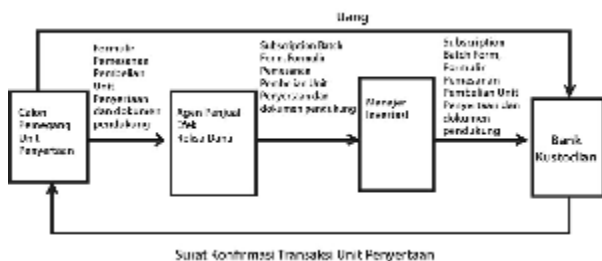 Uang
Formulir
Pemesanan
Pembelian
Unit
Penyertaan
dan dokumen
pendukung
Subscription Batch
Form, Formulir
Pemesanan
Pembelian Unit
Penyertaan dan
dokumen pendukung
Subscription
Batch Form,
Formulir
Pemesanan
Pembelian Unit
Penyertaan dan
dokumen
pendukung
Calon
Pemegang
Unit
Penyertaan
Agen Penjual
Efek
Reksa Dana
Manajer
Investasi
Bank
Kustodian
Surat Konfirmasi Transaksi Unit Penyertaan